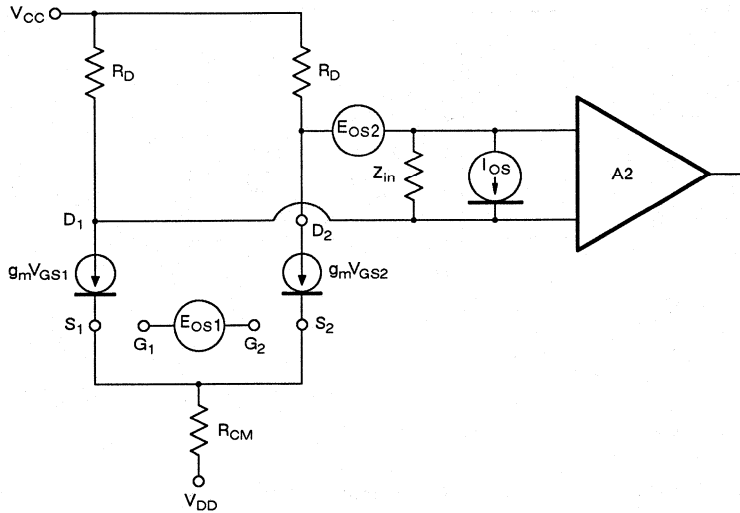 VCC
RD
RD
EOS2
Zin
IOS
A2
D1
D2
gmVGS1
gmVGS2
S1
EOS1
S2
G1
G2
RCM
VDD